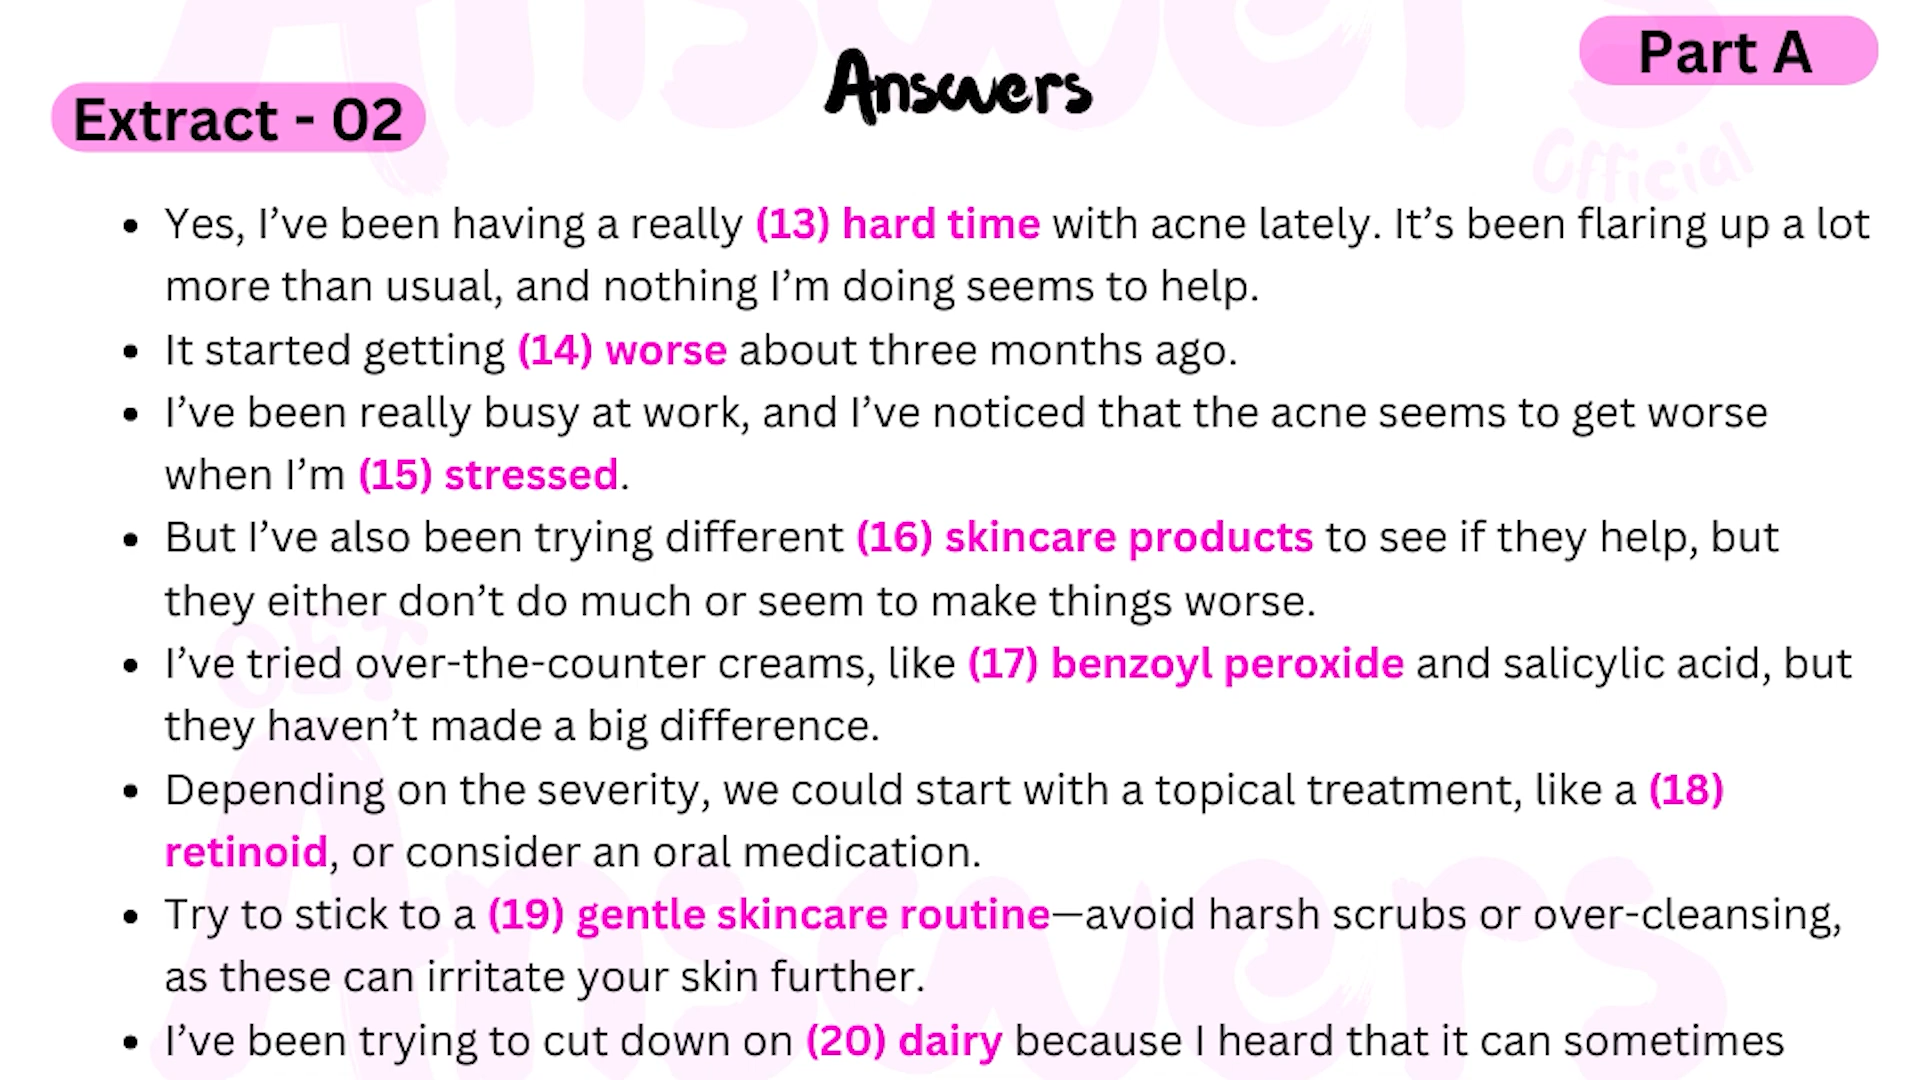 Answers
Part A
Extract - 02
Official
• Yes, I’ve been having a really (13) hard time with acne lately. It’s been flaring up a lot
more than usual, and nothing I’m doing seems to help.
• It started getting (14) worse about three months ago.
• I’ve been really busy at work, and I’ve noticed that the acne seems to get worse
when I’m (15) stressed.
• But I’ve also been trying different (16) skincare products to see if they help, but
they either don’t do much or seem to make things worse.
• I’ve tried over-the-counter creams, like (17) benzoyl peroxide and salicylic acid, but
they haven’t made a big difference.
OET
• Depending on the severity, we could start with a topical treatment, like a (18)
retinoid, or consider an oral medication.
• Try to stick to a (19) gentle skincare routine—avoid harsh scrubs or over-cleansing,
as these can irritate your skin further.
• I’ve been trying to cut down on (20) dairy because I heard that it can sometimes
Answers
Answers